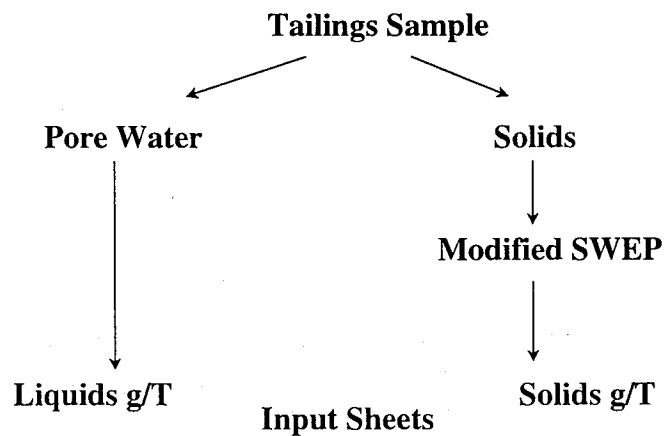 Tailings Sample
Pore Water
Solids
Modified SWEP
Liquids g/T
Solids g/T
Input Sheets